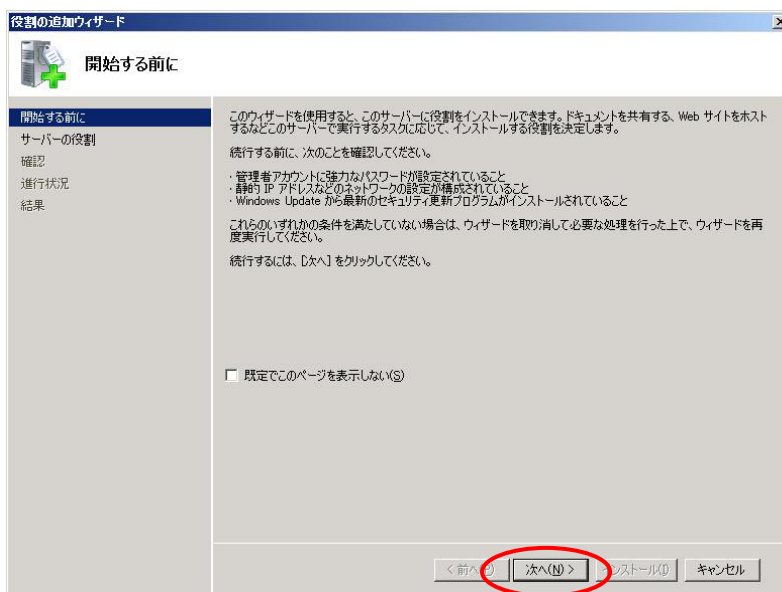 役割の追加ウィザード
開始する前に
開始する前に
サーバーの役割
確認
進行状況
結果
このウィザードを使用すると、このサーバーに役割をインストールできます。ドキュメントを共有する、Web サイトをホスト
するなどこのサーバーで実行するタスクに応じて、インストールする役割を決定します。
続行する前に、次のことを確認してください。
・管理者アカウントに強力なパスワードが設定されていること
・静的 IP アドレスなどのネットワークの設定が構成されていること
・Windows Update から最新のセキュリティ更新プログラムがインストールされていること
これらのいずれかの条件を満たしていない場合は、ウィザードを取り消して必要な処理を行った上で、ウィザードを再
度実行してください。
続行するには、[次へ] をクリックしてください。
既定でこのページを表示しない(S)
< 前へ(P) 次へ(N) > インストール(I) キャンセル